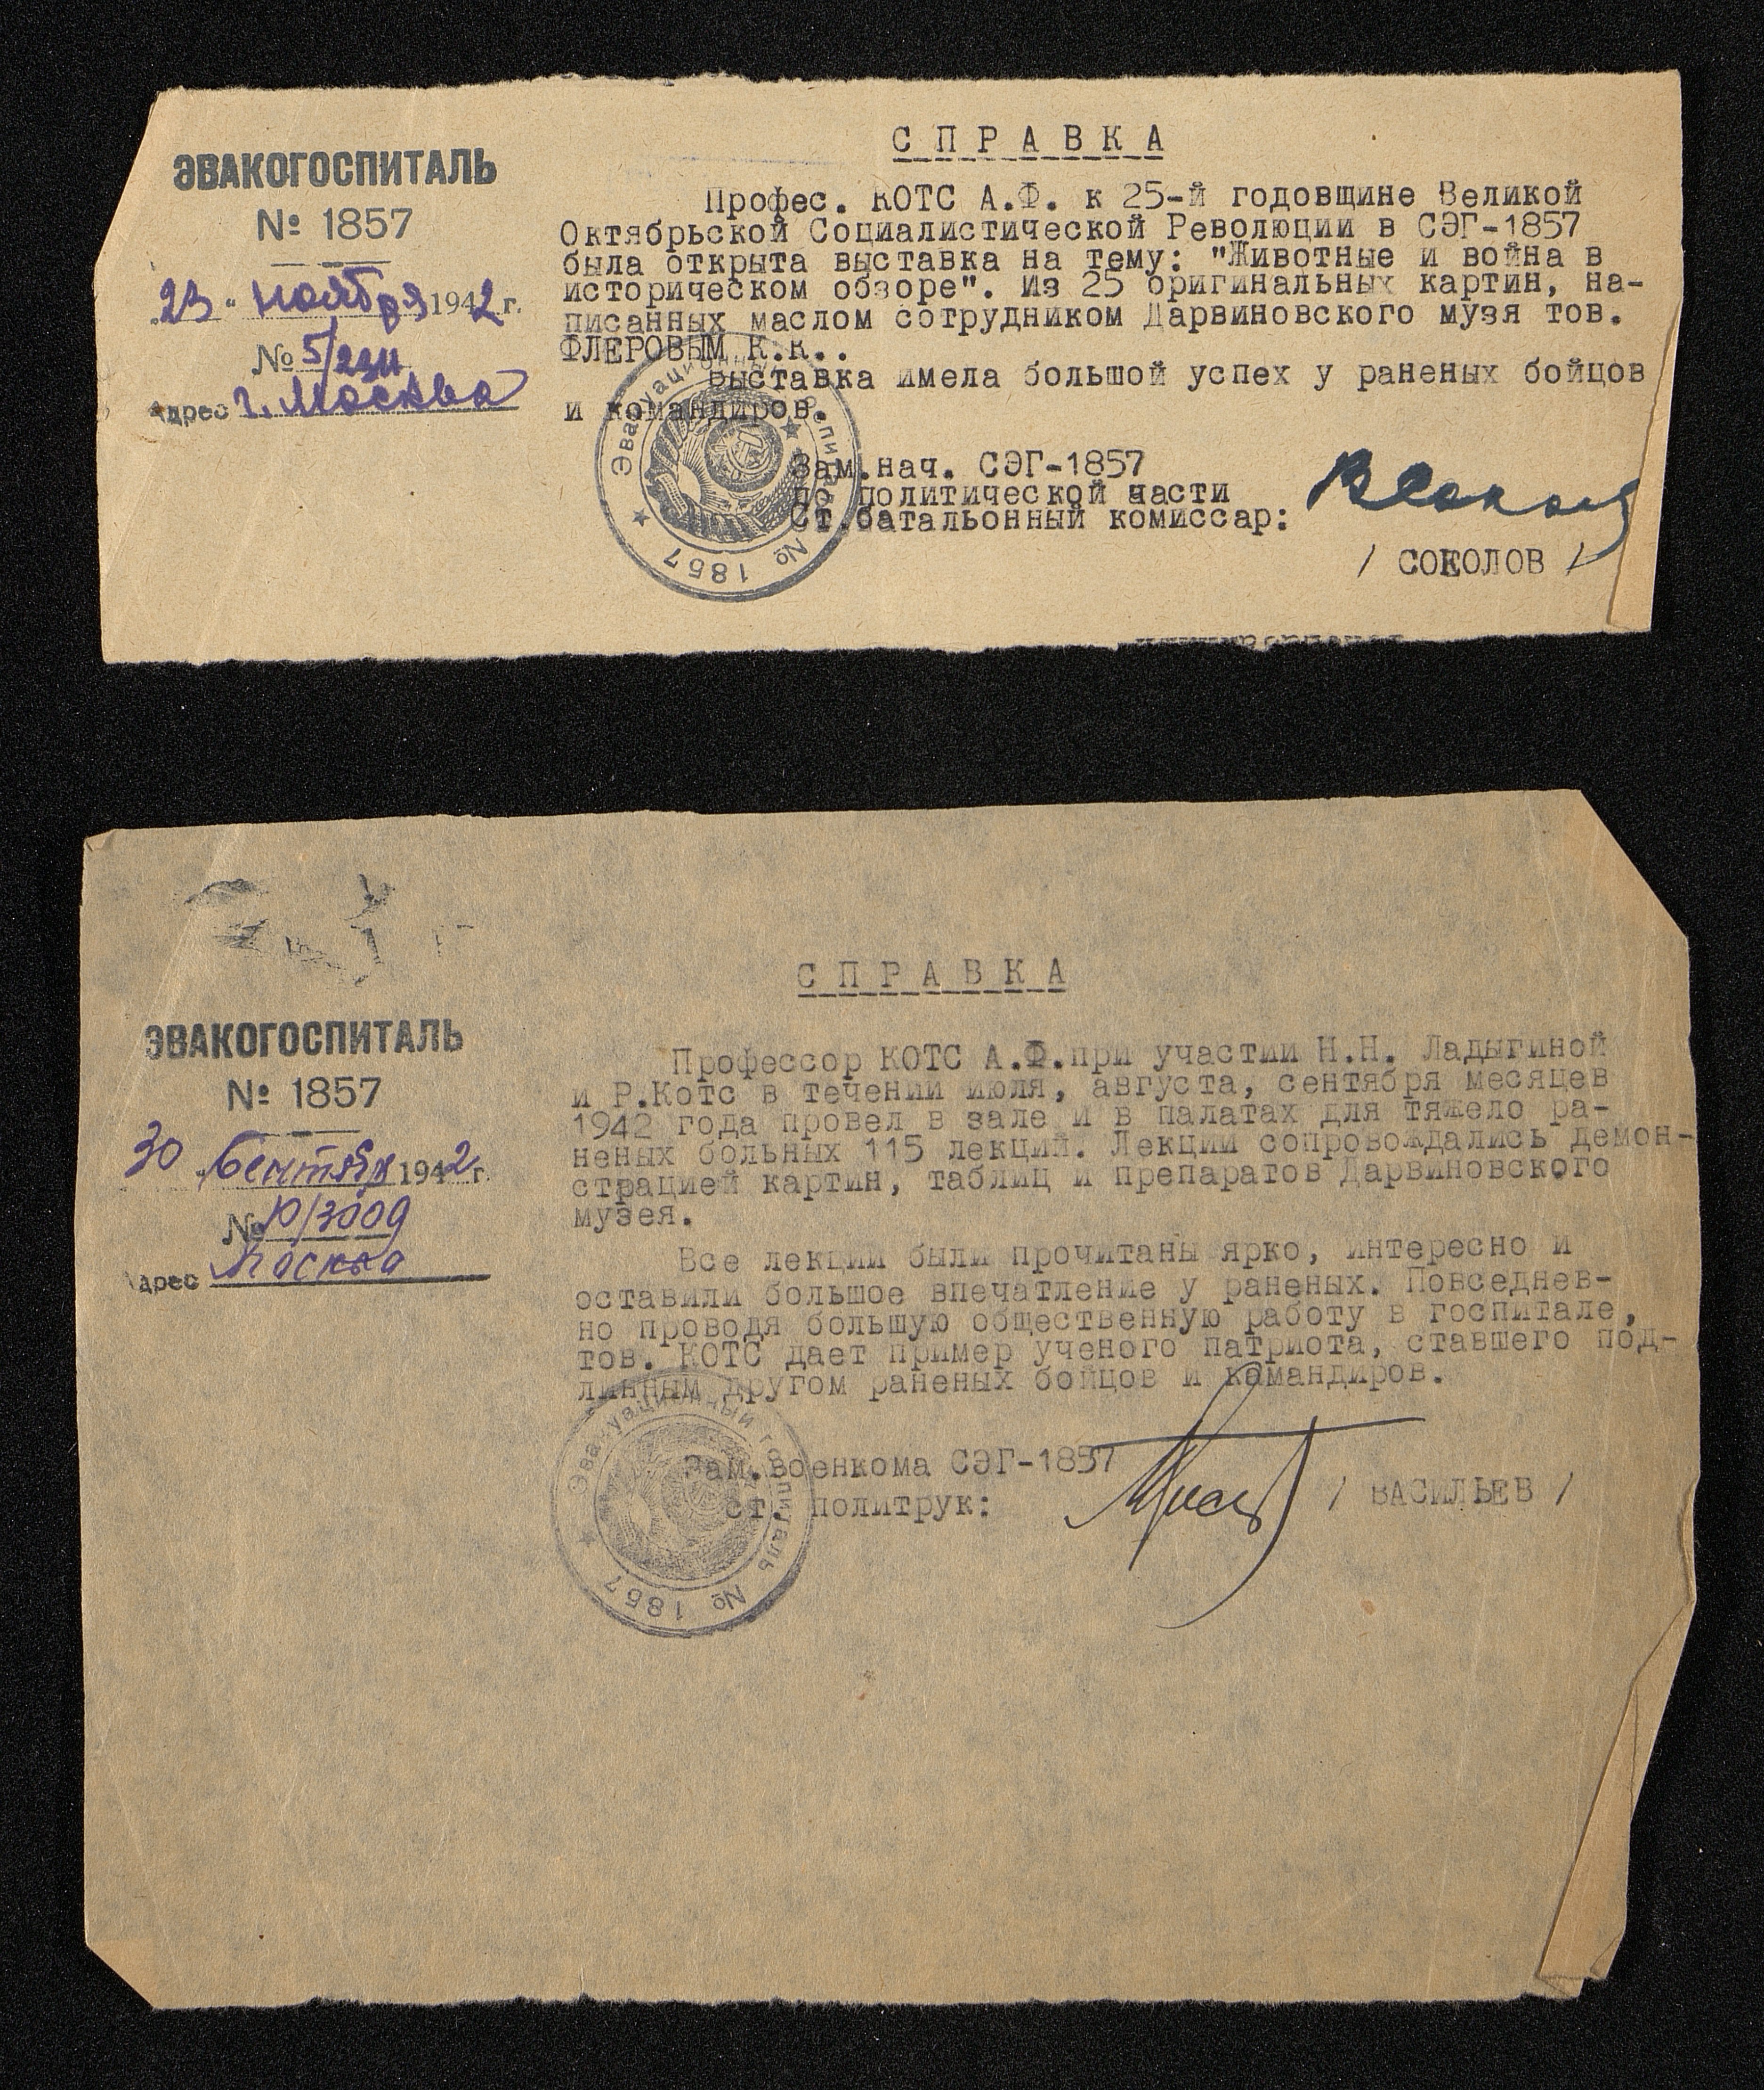 ЭВАКОГОСПИТАЛЬ
№ 1857
"23" ноября 1942 г.
№ 5/2311
Адрес г. Москва
СПРАВКА
Профес. КОТС А.Ф. к 25-й годовщине Великой
Октябрьской Социалистической Революции в СЭГ-1857
была открыта выставка на тему: "Животные и война в
историческом обзоре". Из 25 оригинальных картин, на-
писанных маслом сотрудником Дарвиновского музя тов.
ФЛЕРОВЫМ К.К..
Выставка имела большой успех у раненых бойцов
и командиров.
Зам.нач. СЭГ-1857
по политической части
Ст.батальонный комиссар:
/ СОКОЛОВ /
Эвакуационный госпиталь № 1857
ЭВАКОГОСПИТАЛЬ
№ 1857
30 Сентября 1942 г.
№ 10/3009
Адрес Москва
СПРАВКА
Профессор КОТС А.Ф.при участии Н.Н. Ладыгиной
и Р.Котс в течении июля, августа, сентября месяцев
1942 года провел в зале и в палатах для тяжело ра-
неных больных 115 лекций. Лекции сопровождались демон-
страцией картин, таблиц и препаратов Дарвиновского
музея.
Все лекции были прочитаны ярко, интересно и
оставили большое впечатление у раненых. Повседнев-
но проводя большую общественную работу в госпитале,
тов. КОТС дает пример ученого патриота, ставшего под-
линным другом раненых бойцов и командиров.
Зам.военкома СЭГ-1857
ст. политрук:
/ ВАСИЛЬЕВ /
Эвакуационный госпиталь № 1857